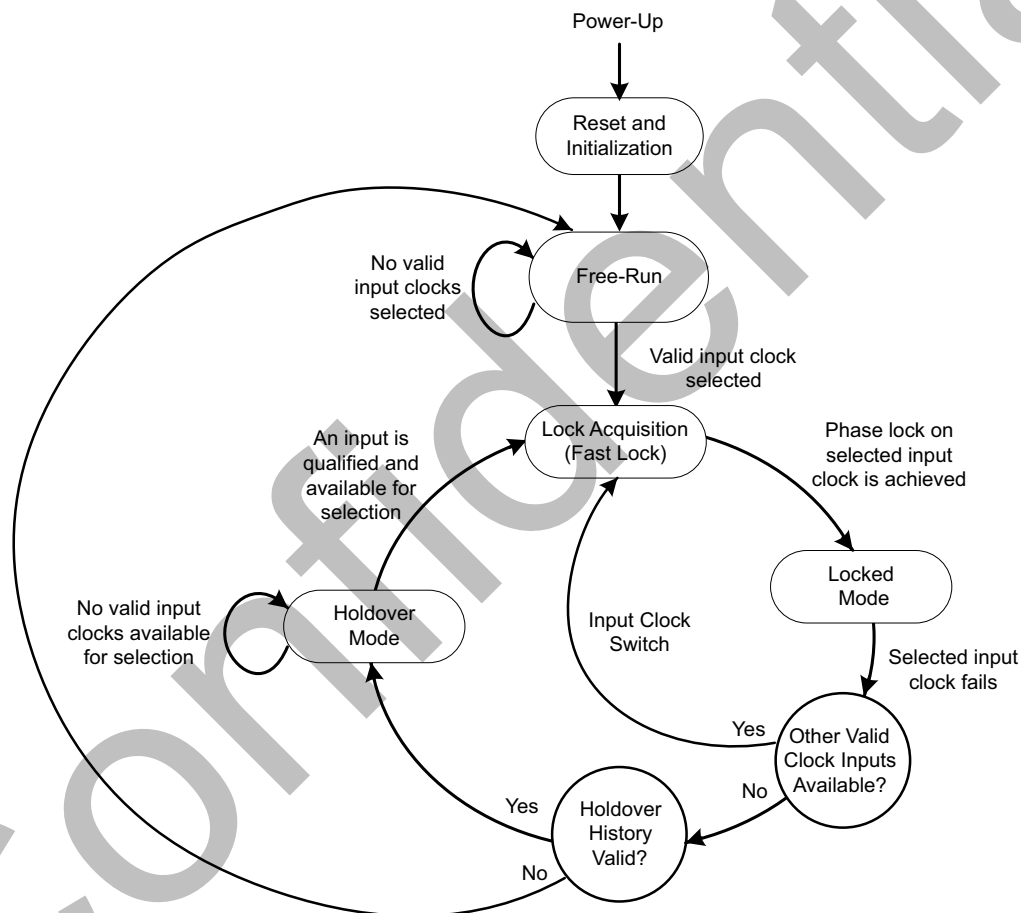 Power-Up
Reset and
Initialization
No valid
input clocks
selected
Free-Run
Valid input clock
selected
An input is
qualified and
available for
selection
Lock Acquisition
(Fast Lock)
Phase lock on
selected input
clock is achieved
Locked
Mode
No valid input
clocks available
for selection
Holdover
Mode
Input Clock
Switch
Selected input
clock fails
Yes
Other Valid
Clock Inputs
Available?
No
Yes
Holdover
History
Valid?
No
Confidential